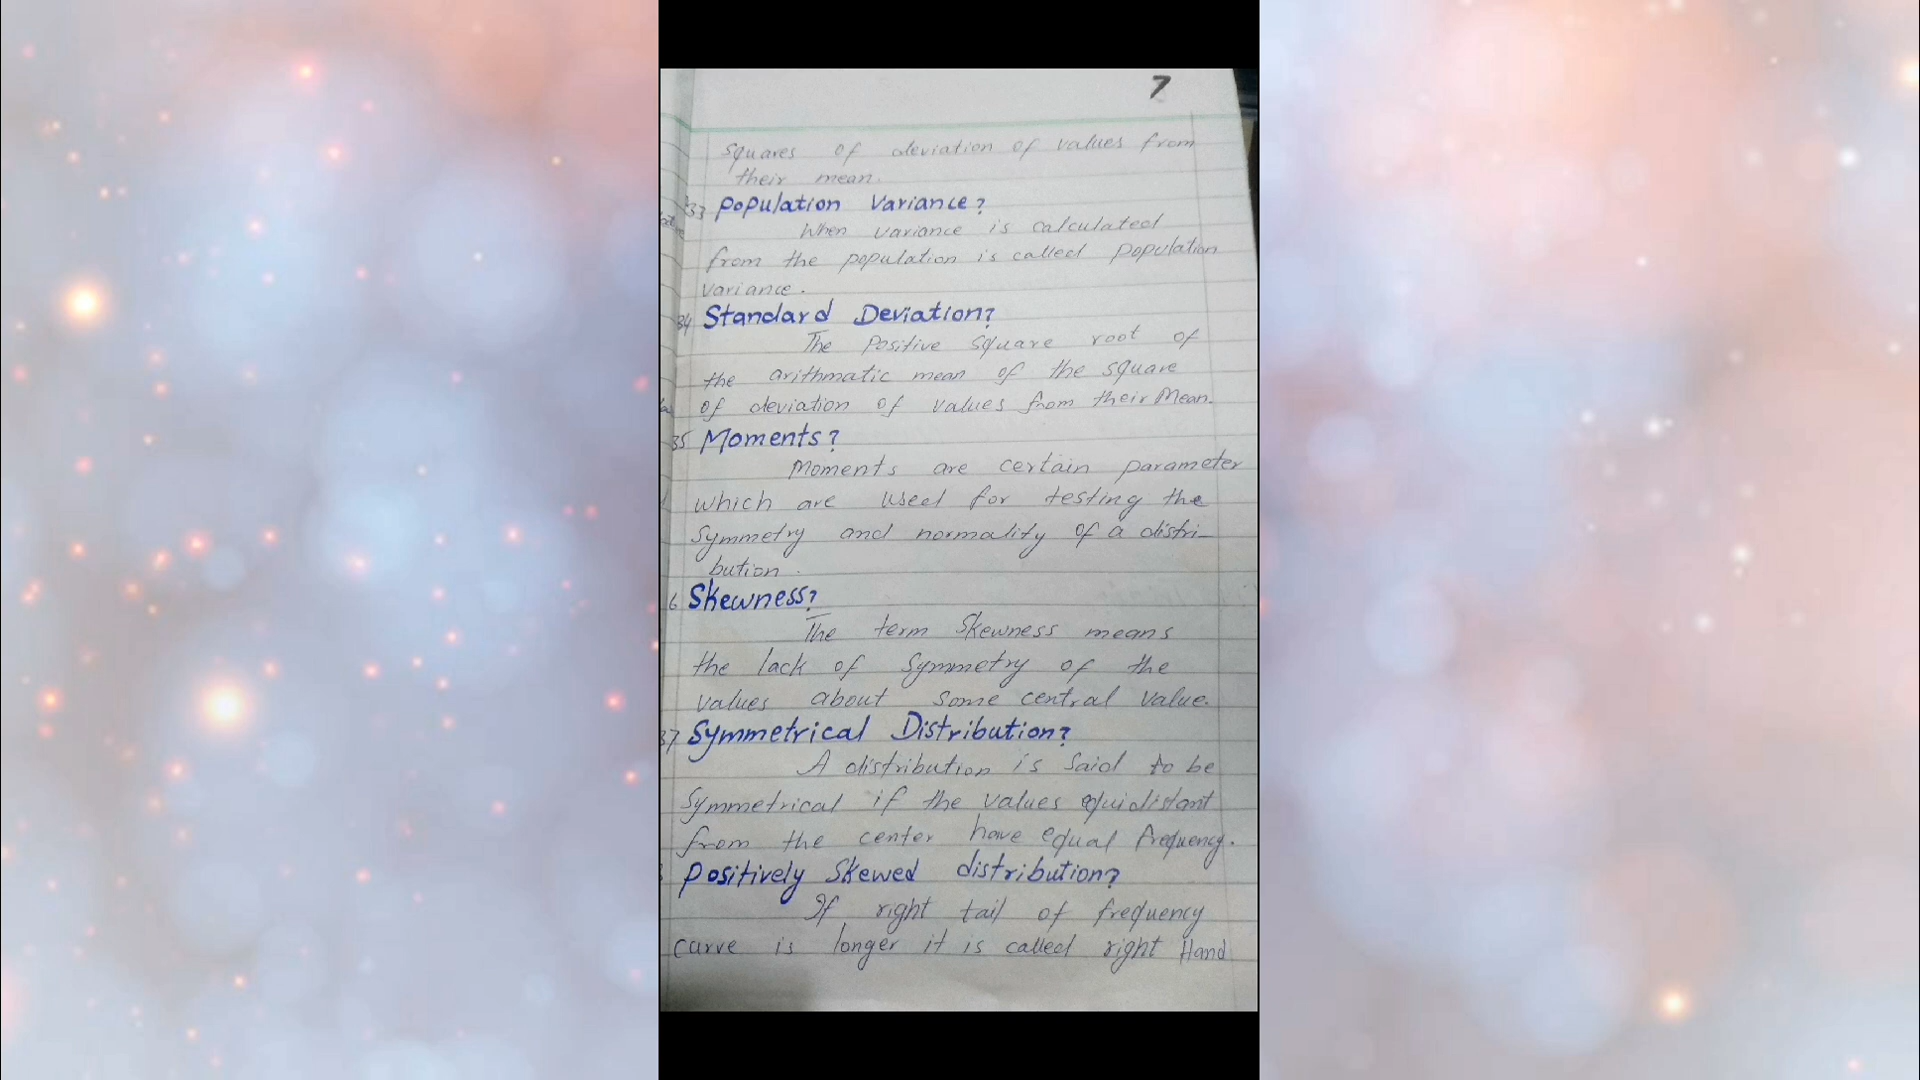 7
squares of deviation of values from
their mean.
33 Population Variance?
When variance is calculated
from the population is called population
variance.
34 Standard Deviation?
The Positive square root of
the arithmatic mean of the square
of deviation of values from their Mean.
35 Moments?
Moments are certain parameter
which are used for testing the
symmetry and normality of a distri-
bution.
6 Skewness?
The term Skewness means
the lack of symmetry of the
values about some central value.
37 Symmetrical Distribution?
A distribution is said to be
symmetrical if the values equidistant
from the center have equal frequency.
Positively Skewed distribution?
If right tail of frequency
curve is longer it is called right Hand